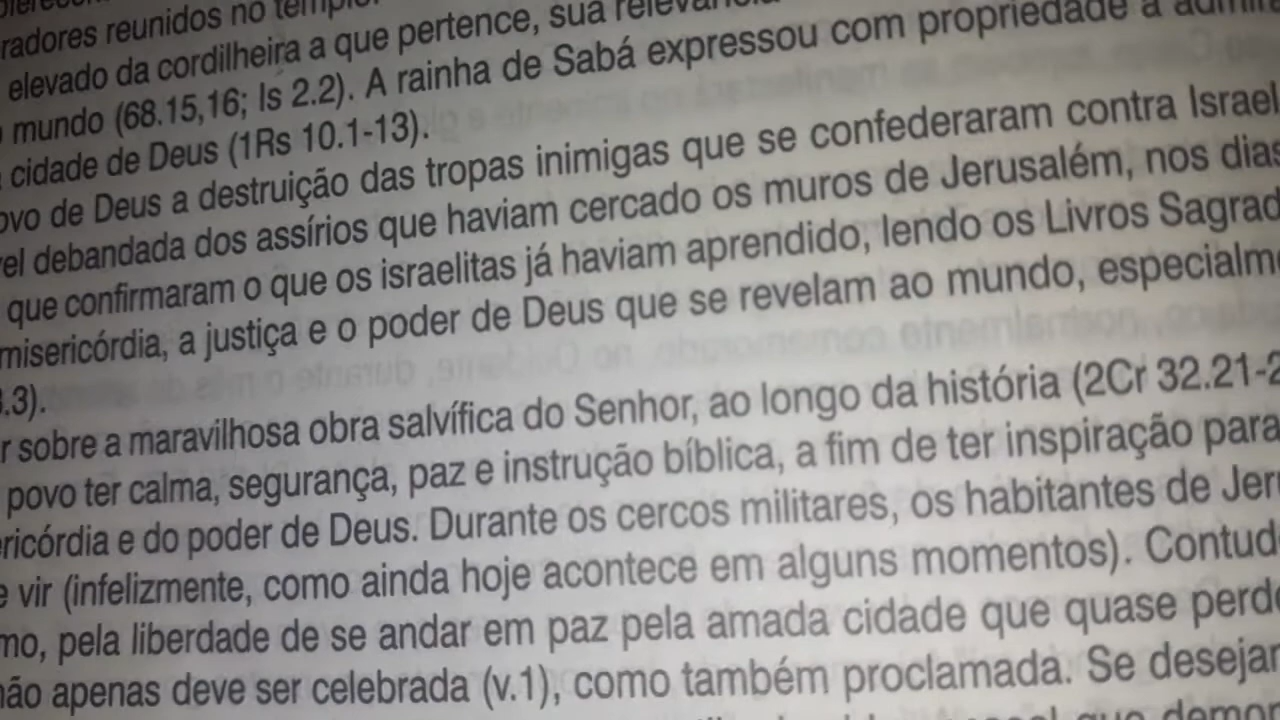 radores reunidos no templo.
elevado da cordilheira a que pertence, sua
mundo (68.15,16; Is 2.2). A rainha de Sabá expressou com propriedade a
cidade de Deus (1Rs 10.1-13).
ovo de Deus a destruição das tropas inimigas que se confederaram contra Israel
el debandada dos assírios que haviam cercado os muros de Jerusalém, nos dias
que confirmaram o que os israelitas já haviam aprendido, lendo os Livros Sagrad
misericórdia, a justiça e o poder de Deus que se revelam ao mundo, especialme
.3).
r sobre a maravilhosa obra salvífica do Senhor, ao longo da história (2Cr 32.21-2
povo ter calma, segurança, paz e instrução bíblica, a fim de ter inspiração para
ricórdia e do poder de Deus. Durante os cercos militares, os habitantes de Jer
e vir (infelizmente, como ainda hoje acontece em alguns momentos). Contud
mo, pela liberdade de se andar em paz pela amada cidade que quase perd
não apenas deve ser celebrada (v.1), como também proclamada. Se desejar